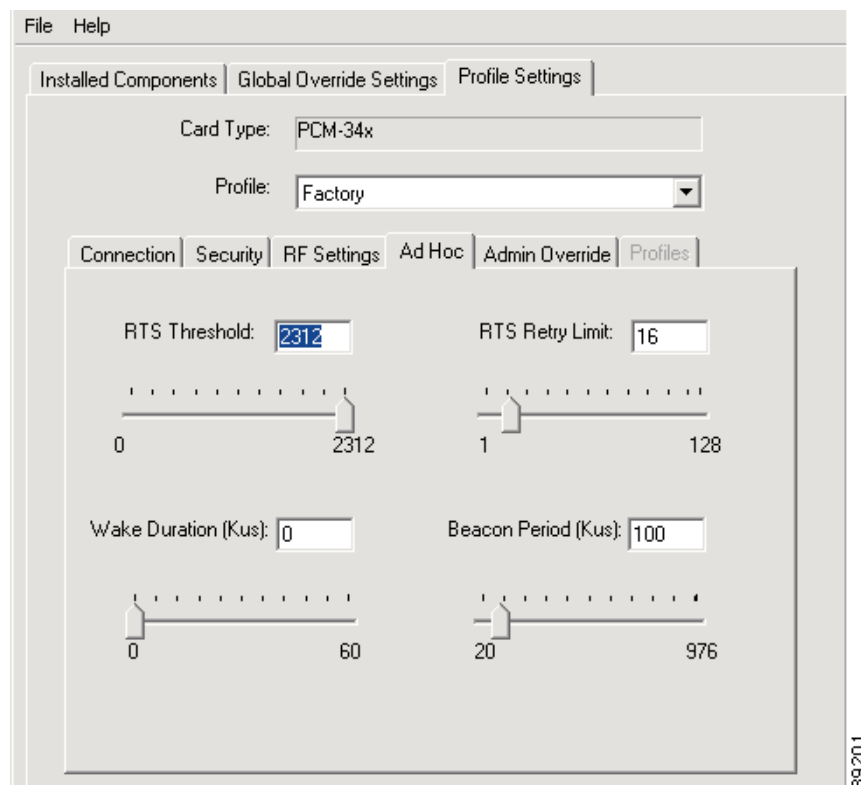 File Help
Installed Components Global Override Settings Profile Settings
Card Type: PCM-34x
Profile: Factory
Connection Security RF Settings Ad Hoc Admin Override Profiles
RTS Threshold: 2312 RTS Retry Limit: 16
0 2312 1 128
Wake Duration (Kus): 0 Beacon Period (Kus): 100
0 60 20 976
89201